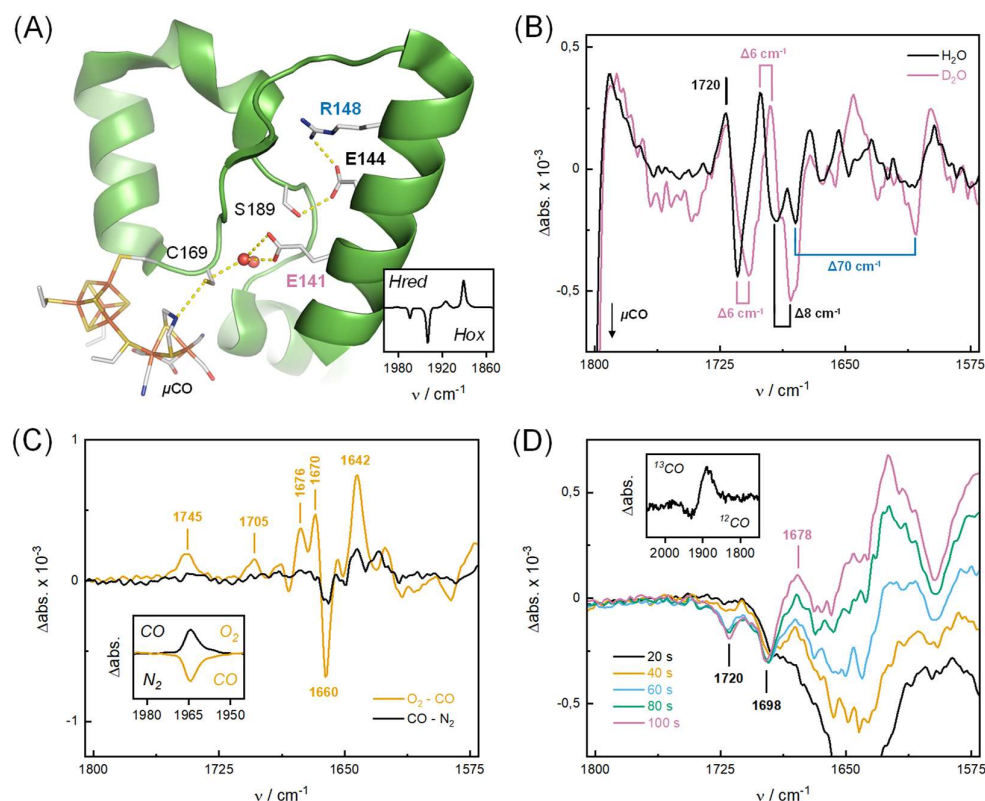 (A)
R148
E144
S189
C169
E141
μCO
Hred
Hox
1980 1920 1860
ν / cm⁻¹
(B)
Δabs. x 10⁻³
0,5
0
-0,5
1720
Δ6 cm⁻¹
H₂O
D₂O
Δ70 cm⁻¹
Δ6 cm⁻¹
Δ8 cm⁻¹
μCO
1800 1725 1650 1575
ν / cm⁻¹
(C)
Δabs. x 10⁻³
1
0
-1
1745
1705
1676
1670
1642
1660
Δabs.
CO O₂
N₂ CO
1980 1965 1950
O₂ - CO
CO - N₂
1800 1725 1650 1575
ν / cm⁻¹
(D)
Δabs. x 10⁻³
0,5
0
-0,5
Δabs.
¹³CO
¹²CO
2000 1900 1800
1678
1720
1698
20 s
40 s
60 s
80 s
100 s
1800 1725 1650 1575
ν / cm⁻¹